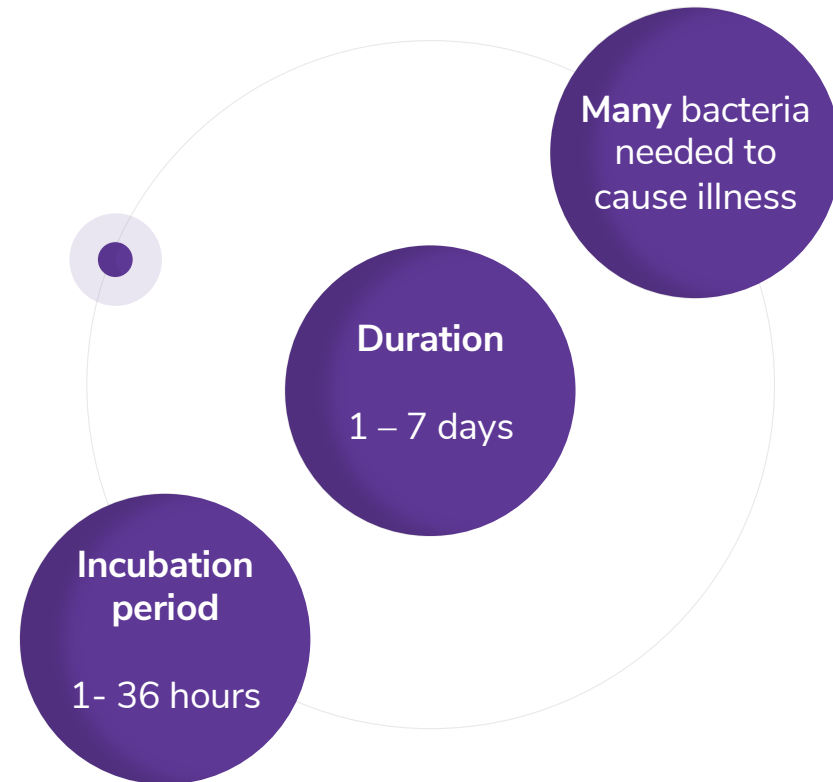 Many bacteria
needed to
cause illness
Duration
1 – 7 days
Incubation
period
1- 36 hours